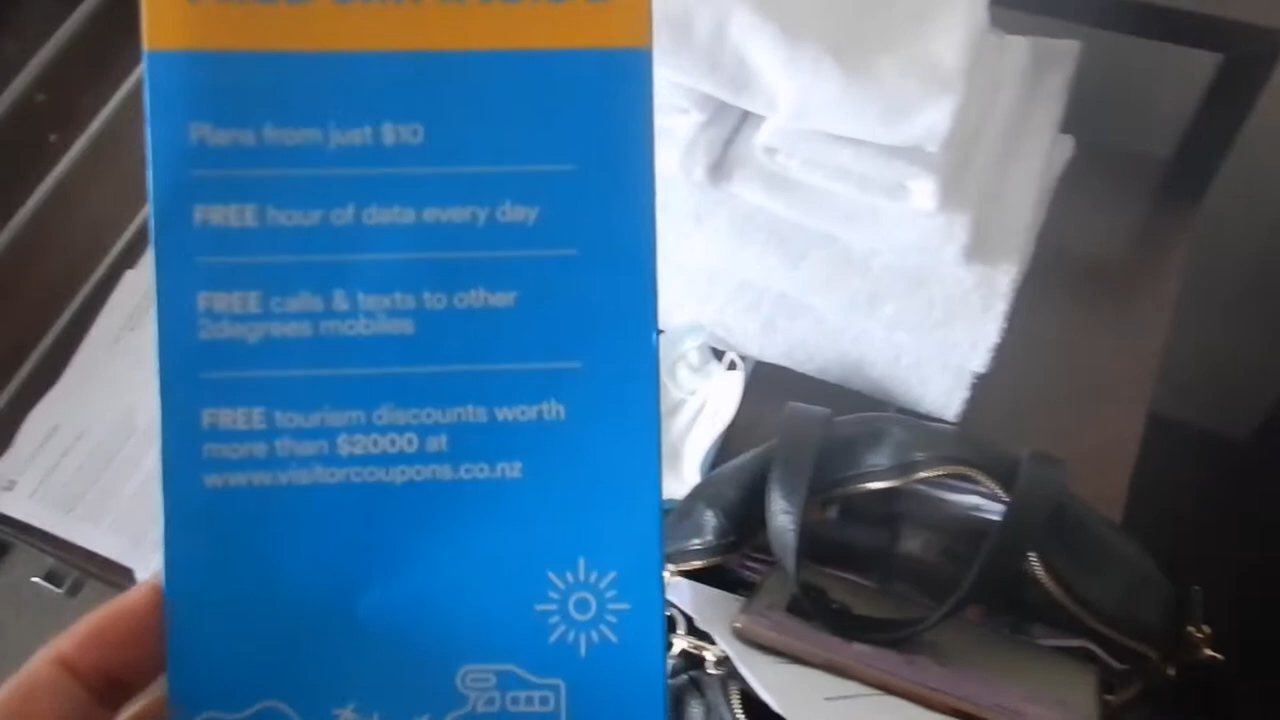 Plans from just $10
FREE hour of data every day
FREE calls & texts to other
2degrees mobiles
FREE tourism discounts worth
more than $2000 at
www.visitorcoupons.co.nz